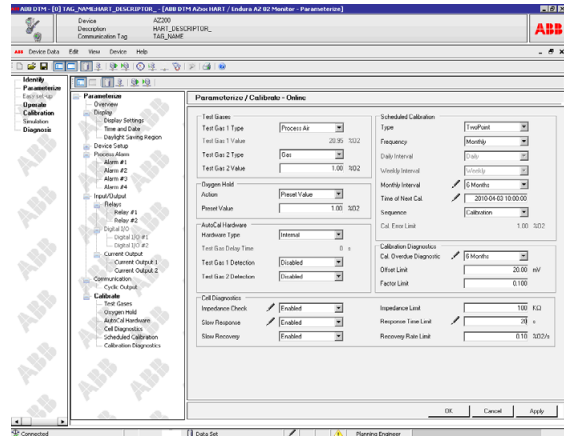 ABB DTM - [0] TAG_NAMEHART_DESCRIPTOR_ - [ABB DTM AZxxx HART / Endura AZ 02 Monitor - Parameterize]
Device AZ200
Description HART_DESCRIPTOR_
Communication Tag TAG_NAME
ABB
ABB Device Data Edit View Device Help
Identify
Parameterize
Easy set-up
Operate
Calibration
Simulation
Diagnosis
Parameterize
Overview
Display
Display Settings
Time and Date
Daylight Saving Region
Device Setup
Process Alarm
Alarm #1
Alarm #2
Alarm #3
Alarm #4
Input/Output
Relays
Relay #1
Relay #2
Digital I/O
Digital I/O #1
Digital I/O #2
Current Output
Current Output 1
Current Output 2
Communication
Cyclic Output
Calibrate
Test Gases
Oxygen Hold
AutoCal Hardware
Cell Diagnostics
Scheduled Calibration
Calibration Diagnostics
Parameterize / Calibrate - Online
Test Gases
Test Gas 1 Type Process Air
Test Gas 1 Value 20.95 %O2
Test Gas 2 Type Gas
Test Gas 2 Value 1.00 %O2
Oxygen Hold
Action Preset Value
Preset Value 1.00 %O2
AutoCal Hardware
Hardware Type Internal
Test Gas Delay Time 0 s
Test Gas 1 Detection Disabled
Test Gas 2 Detection Disabled
Scheduled Calibration
Type TwoPoint
Frequency Monthly
Daily Interval Daily
Weekly Interval Weekly
Monthly Interval 6 Months
Time of Next Cal. 2010-04-03 10:00:00
Sequence Calibration
Cal. Error Limit 1.00 %O2
Calibration Diagnostics
Cal. Overdue Diagnostic 6 Months
Offset Limit 20.00 mV
Factor Limit 0.100
Cell Diagnostics
Impedance Check Enabled Impedance Limit 100 KΩ
Slow Response Enabled Response Time Limit 20 s
Slow Recovery Enabled Recovery Rate Limit 0.10 %O2/s
OK Cancel Apply
Connected Data Set Planning Engineer